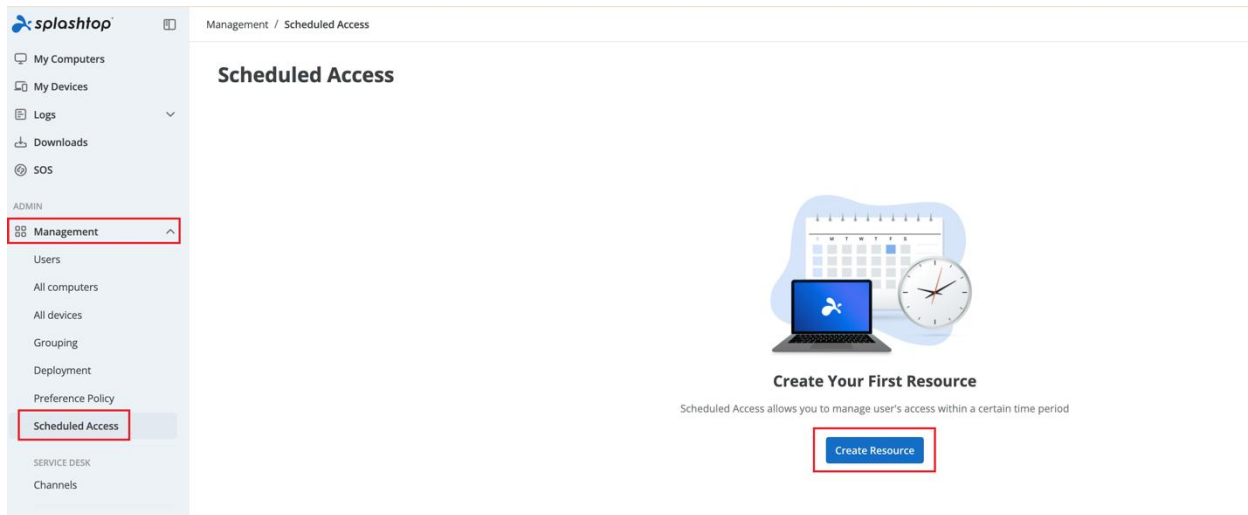 splashtop
Management / Scheduled Access
My Computers
My Devices
Logs
Downloads
SOS
ADMIN
Management
Users
All computers
All devices
Grouping
Deployment
Preference Policy
Scheduled Access
SERVICE DESK
Channels
Scheduled Access
S M T W T F S
Create Your First Resource
Scheduled Access allows you to manage user's access within a certain time period
Create Resource